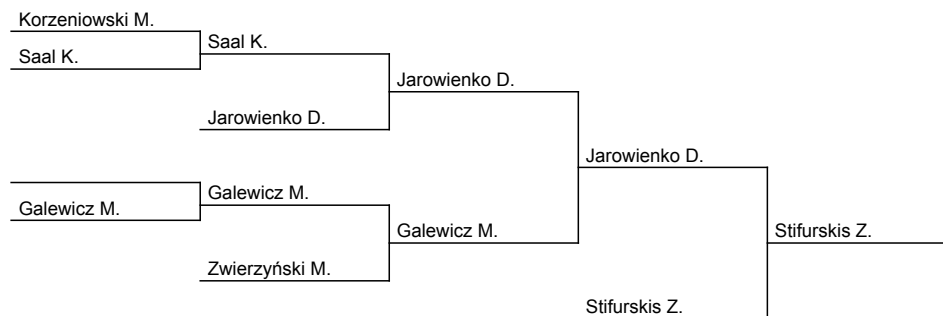 Korzeniowski M.
Saal K.
Saal K.
Jarowienko D.
Jarowienko D.
Jarowienko D.
Galewicz M.
Galewicz M.
Galewicz M.
Stifurskis Z.
Zwierzyński M.
Stifurskis Z.